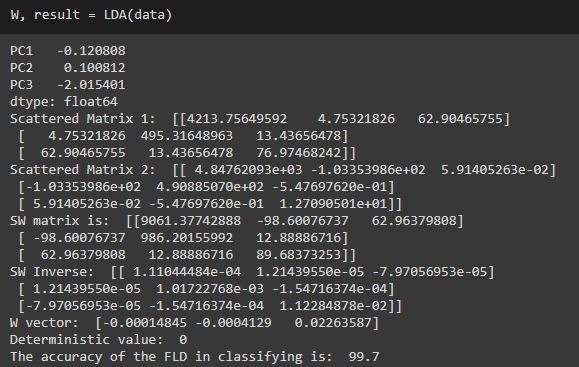 W, result = LDA(data)
PC1   -0.120808
PC2    0.100812
PC3   -2.015401
dtype: float64
Scattered Matrix 1:  [[4213.75649592    4.75321826   62.90465755]
 [   4.75321826  495.31648963   13.43656478]
 [  62.90465755   13.43656478   76.97468242]]
Scattered Matrix 2:  [[ 4.84762093e+03 -1.03353986e+02  5.91405263e-02]
 [-1.03353986e+02  4.90885070e+02 -5.47697620e-01]
 [ 5.91405263e-02 -5.47697620e-01  1.27090501e+01]]
SW matrix is:  [[9061.37742888  -98.60076737   62.96379808]
 [ -98.60076737  986.20155992   12.88886716]
 [  62.96379808   12.88886716   89.68373253]]
SW Inverse:  [[ 1.11044484e-04  1.21439550e-05 -7.97056953e-05]
 [ 1.21439550e-05  1.01722768e-03 -1.54716374e-04]
 [-7.97056953e-05 -1.54716374e-04  1.12284878e-02]]
W vector:  [-0.00014845 -0.0004129   0.02263587]
Deterministic value:  0
The accuracy of the FLD in classifying is:  99.7